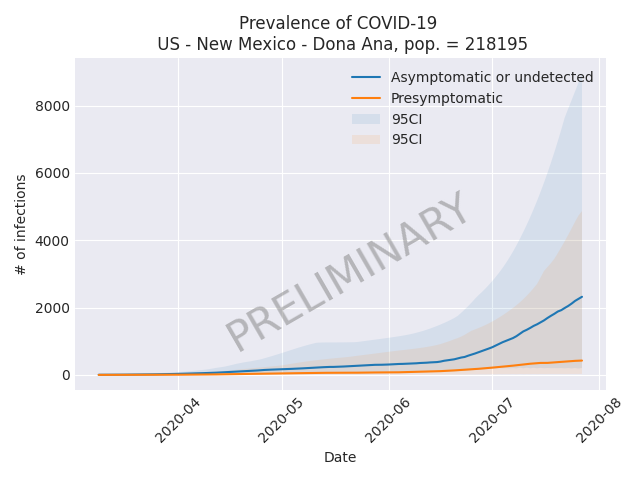 Prevalence of COVID-19
US - New Mexico - Dona Ana, pop. = 218195
Asymptomatic or undetected
Presymptomatic
95CI
95CI
PRELIMINARY
# of infections
8000
6000
4000
2000
0
2020-04
2020-05
2020-06
2020-07
2020-08
Date